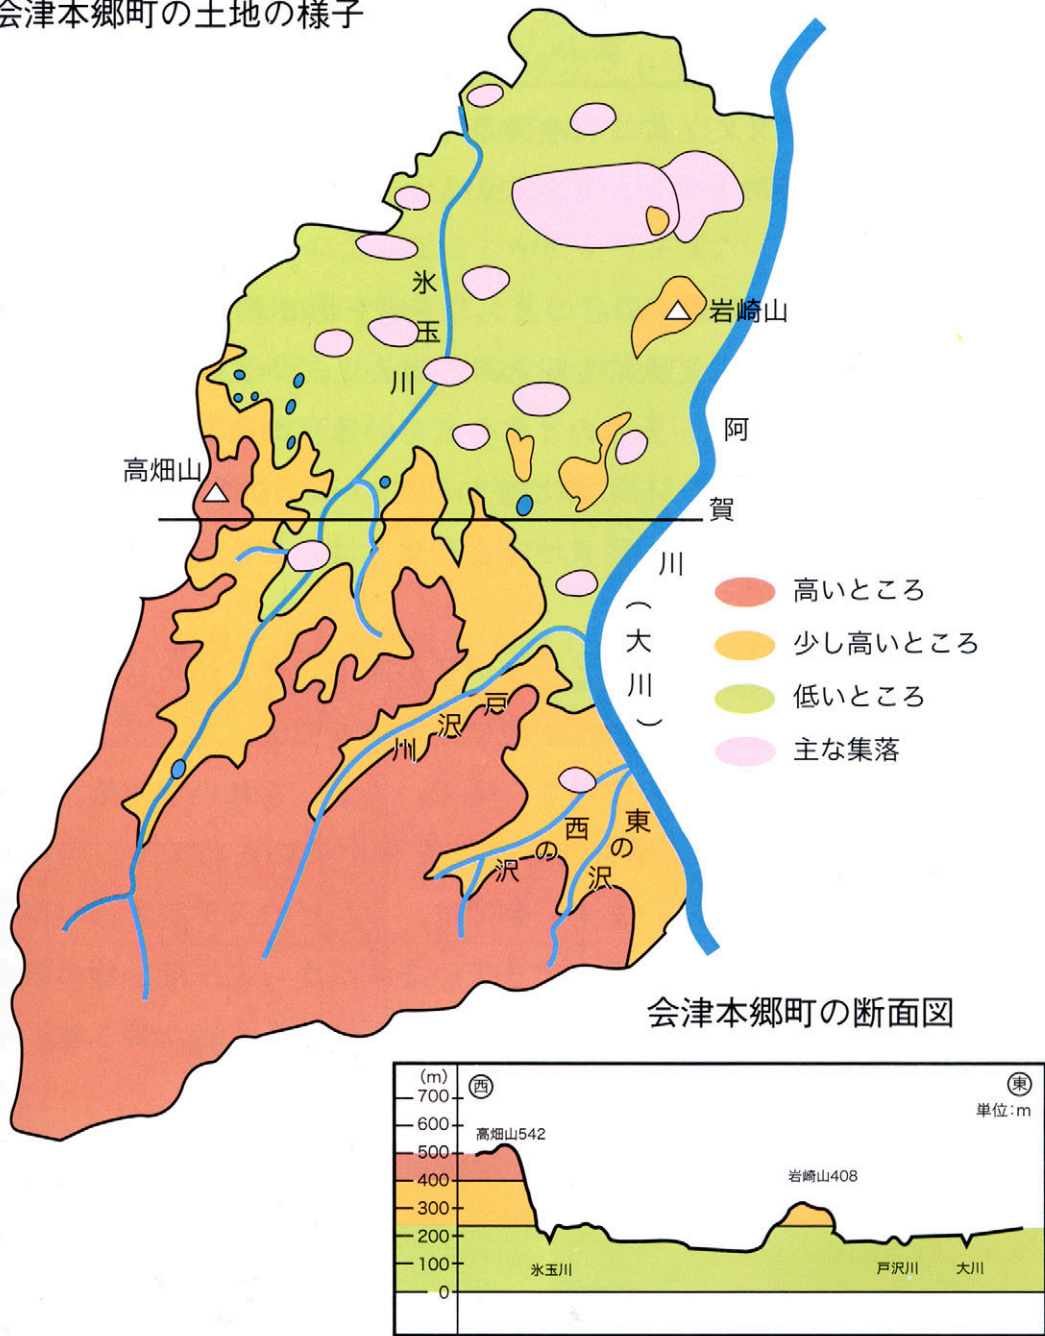 会津本郷町の土地の様子
氷玉川
岩崎山
高畑山
阿賀川(大川)
高いところ
少し高いところ
低いところ
主な集落
戸沢川
西の沢
東の沢
会津本郷町の断面図
(m)
西
東
単位:m
700
600
500
400
300
200
100
0
高畑山542
岩崎山408
氷玉川
戸沢川
大川